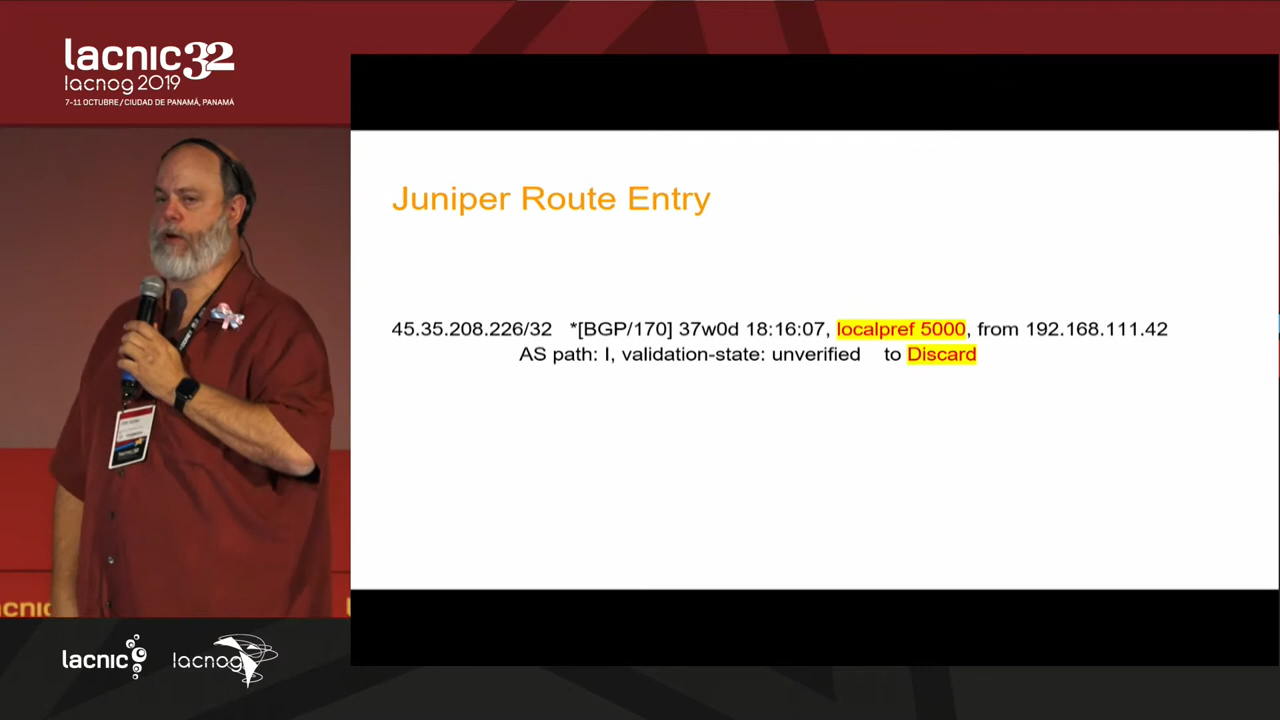 lacnic 32
lacnog 2019
7-11 OCTUBRE / CIUDAD DE PANAMÁ, PANAMÁ
Juniper Route Entry
45.35.208.226/32 *[BGP/170] 37w0d 18:16:07, localpref 5000, from 192.168.111.42
AS path: I, validation-state: unverified to Discard
lacnic
lacnog